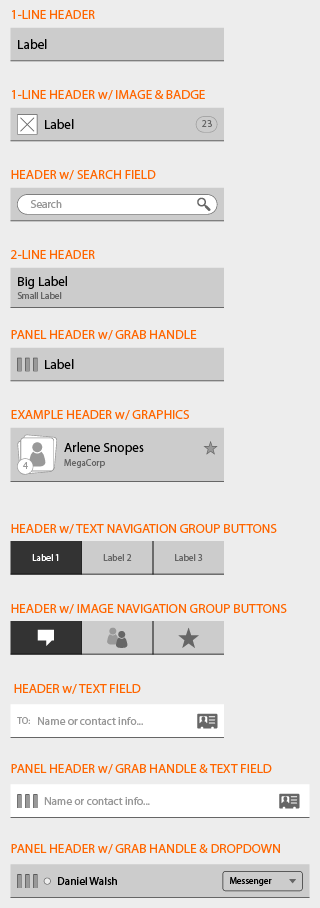 1-LINE HEADER
Label
1-LINE HEADER w/ IMAGE & BADGE
Label 23
HEADER w/ SEARCH FIELD
Search
2-LINE HEADER
Big Label
Small Label
PANEL HEADER w/ GRAB HANDLE
Label
EXAMPLE HEADER w/ GRAPHICS
Arlene Snopes
MegaCorp
4
HEADER w/ TEXT NAVIGATION GROUP BUTTONS
Label 1 Label 2 Label 3
HEADER w/ IMAGE NAVIGATION GROUP BUTTONS
HEADER w/ TEXT FIELD
TO: Name or contact info...
PANEL HEADER w/ GRAB HANDLE & TEXT FIELD
Name or contact info...
PANEL HEADER w/ GRAB HANDLE & DROPDOWN
Daniel Walsh Messenger